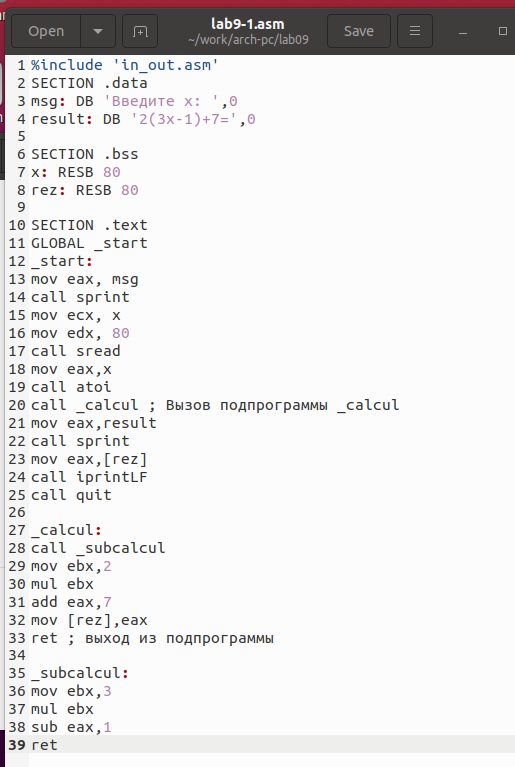 Open lab9-1.asm Save
~/work/arch-pc/lab09
1 %include 'in_out.asm'
2 SECTION .data
3 msg: DB 'Введите x: ',0
4 result: DB '2(3x-1)+7=',0
5
6 SECTION .bss
7 x: RESB 80
8 rez: RESB 80
9
10 SECTION .text
11 GLOBAL _start
12 _start:
13 mov eax, msg
14 call sprint
15 mov ecx, x
16 mov edx, 80
17 call sread
18 mov eax,x
19 call atoi
20 call _calcul ; Вызов подпрограммы _calcul
21 mov eax,result
22 call sprint
23 mov eax,[rez]
24 call iprintLF
25 call quit
26
27 _calcul:
28 call _subcalcul
29 mov ebx,2
30 mul ebx
31 add eax,7
32 mov [rez],eax
33 ret ; выход из подпрограммы
34
35 _subcalcul:
36 mov ebx,3
37 mul ebx
38 sub eax,1
39 ret